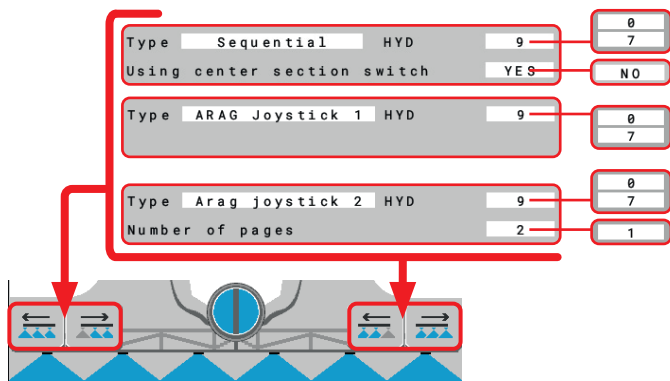 Type Sequential HYD 9
0
7
Using center section switch YES
NO
Type ARAG Joystick 1 HYD 9
0
7
Type Arag joystick 2 HYD 9
0
7
Number of pages 2
1